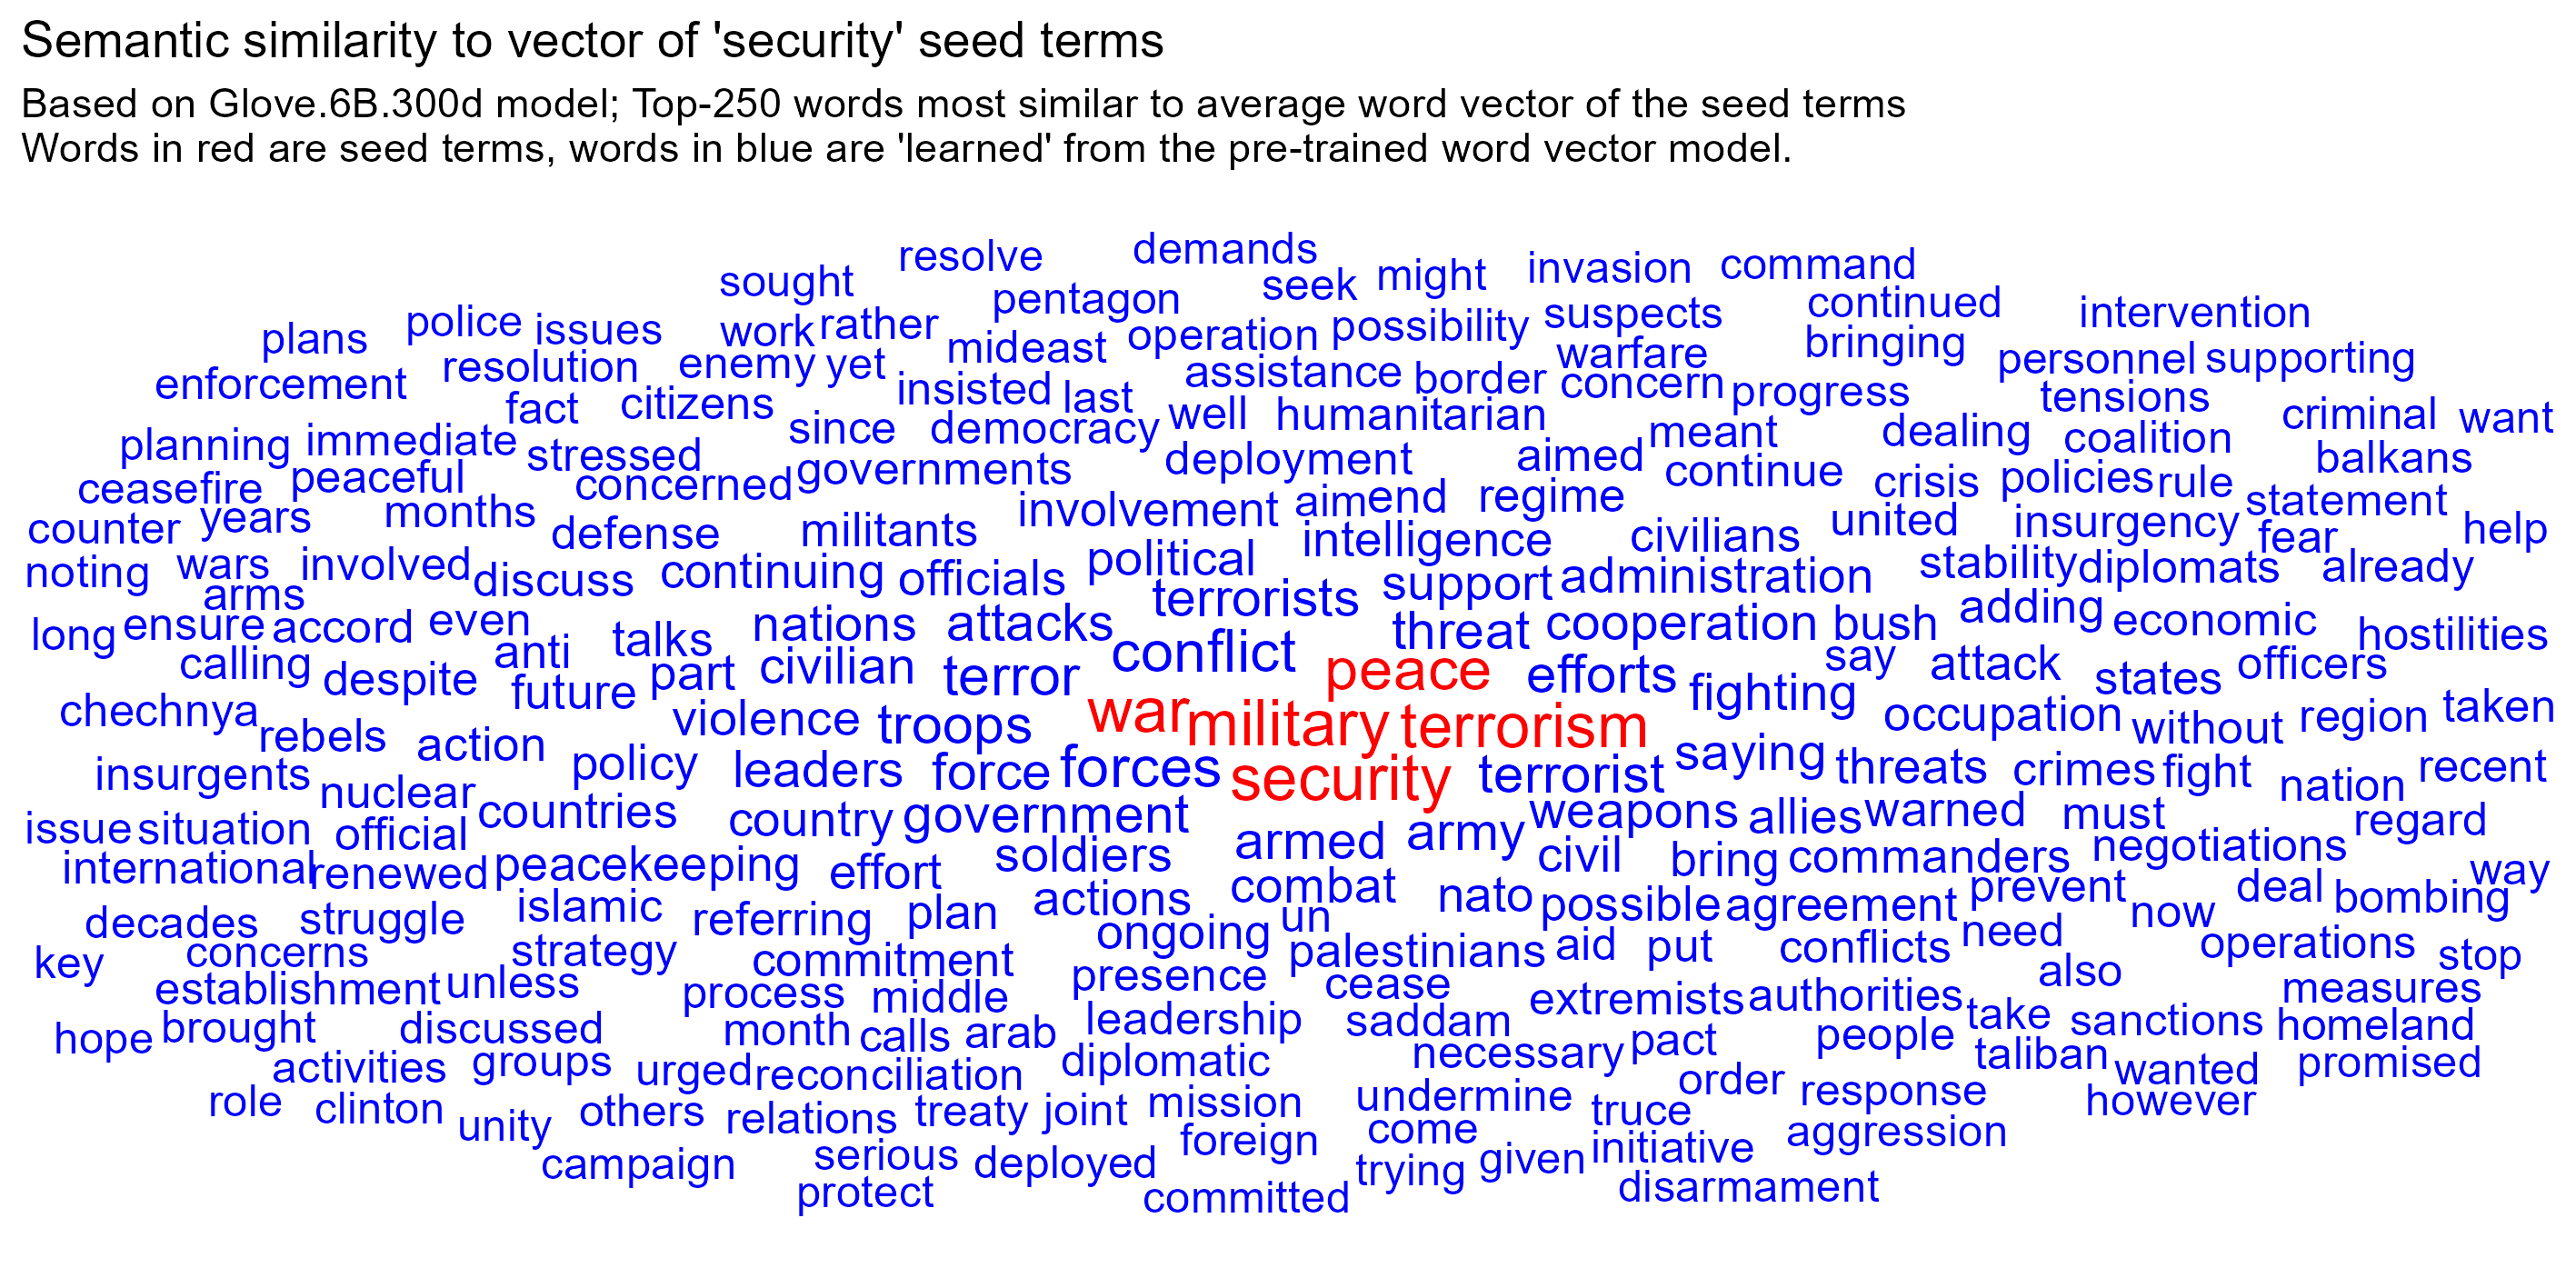 Semantic similarity to vector of 'security' seed terms
Based on Glove.6B.300d model; Top-250 words most similar to average word vector of the seed terms
Words in red are seed terms, words in blue are 'learned' from the pre-trained word vector model.
resolve demands
sought seek might invasion command
pentagon continued intervention
plans police issues work rather operation possibility suspects bringing
enforcement resolution enemy yet mideast assistance border warfare personnel supporting
fact citizens insisted last concern progress tensions
planning immediate since democracy well humanitarian meant dealing coalition criminal want
stressed governments deployment aimed balkans
ceasefire peaceful concerned involvement aim end regime continue crisis policies rule statement
counter years months defense militants intelligence civilians united insurgency fear help
noting wars involved discuss continuing officials political support administration stability diplomats already
arms terrorists
long ensure accord even talks nations attacks conflict threat cooperation bush adding economic hostilities
calling despite anti part civilian terror peace efforts say attack states officers
future fighting
chechnya rebels action violence troops war military terrorism occupation without region taken
insurgents policy leaders force forces security terrorist saying threats crimes fight nation recent
nuclear countries country government weapons allies warned must regard
issue situation official armed army negotiations
international renewed peacekeeping effort soldiers civil bring commanders way
decades struggle islamic referring plan actions combat nato possible agreement prevent now deal bombing
concerns strategy ongoing un need operations
key commitment palestinians aid put conflicts also stop
establishment unless process middle presence cease extremists authorities measures
hope brought discussed month calls arab leadership saddam people take sanctions homeland
activities groups urged reconciliation diplomatic necessary pact taliban wanted promised
role clinton others relations treaty joint mission undermine order response however
unity foreign come truce aggression
campaign serious deployed trying given initiative
protect committed disarmament